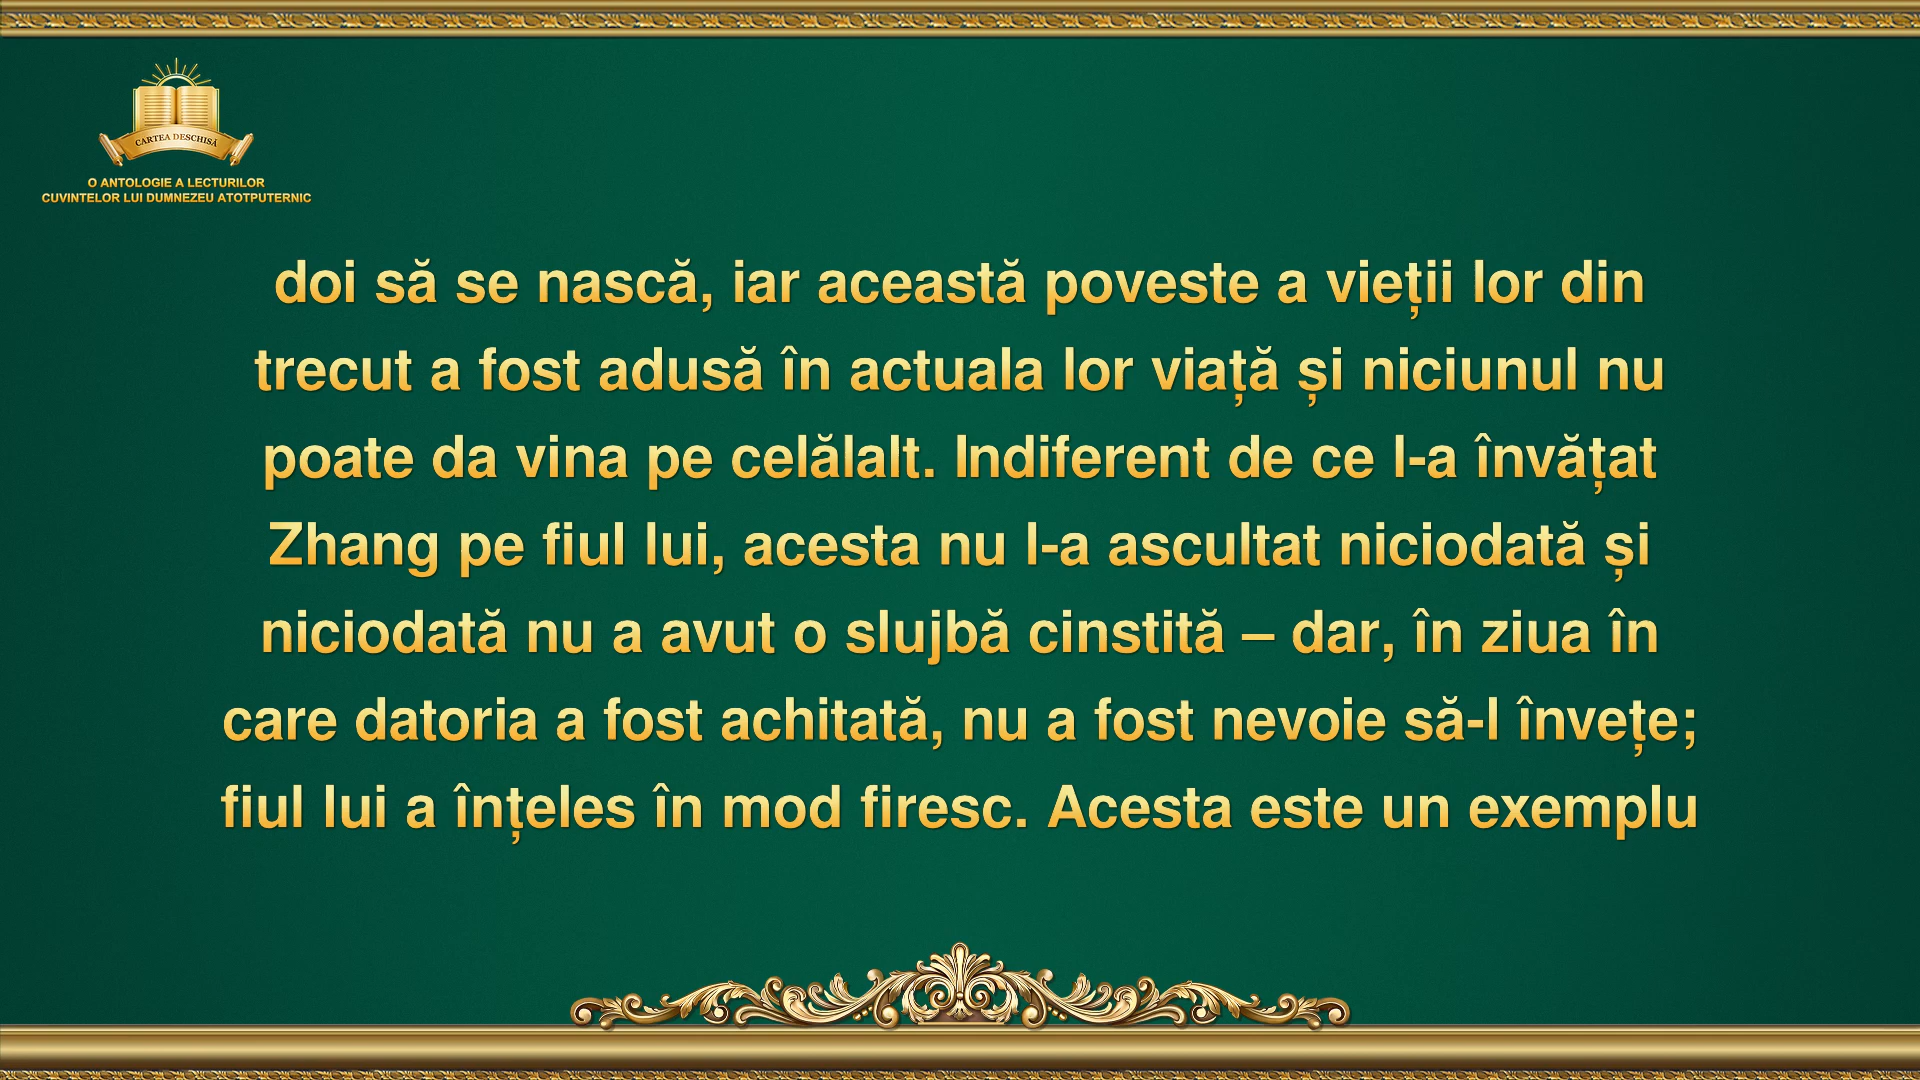 CARTEA DESCHISĂ
O ANTOLOGIE A LECTURILOR
CUVINTELOR LUI DUMNEZEU ATOTPUTERNIC
doi să se nască, iar această poveste a vieții lor din
trecut a fost adusă în actuala lor viață și niciunul nu
poate da vina pe celălalt. Indiferent de ce l-a învățat
Zhang pe fiul lui, acesta nu l-a ascultat niciodată și
niciodată nu a avut o slujbă cinstită – dar, în ziua în
care datoria a fost achitată, nu a fost nevoie să-l învețe;
fiul lui a înțeles în mod firesc. Acesta este un exemplu